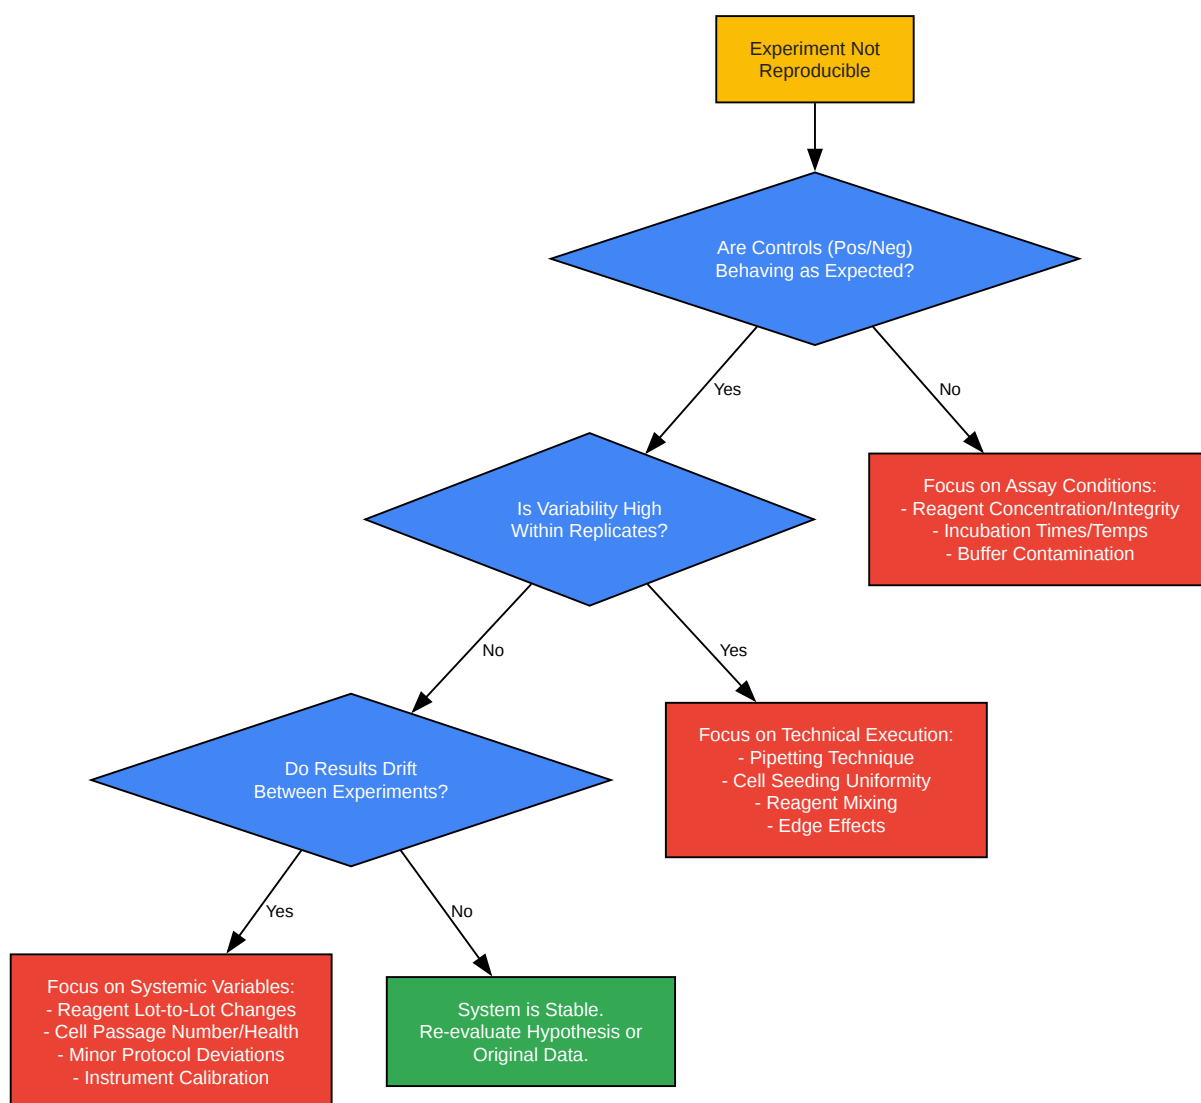 Experiment Not
Reproducible
Are Controls (Pos/Neg)
Behaving as Expected?
Yes
No
Is Variability High
Within Replicates?
Focus on Assay Conditions:
- Reagent Concentration/Integrity
- Incubation Times/Temps
- Buffer Contamination
No
Yes
Do Results Drift
Between Experiments?
Focus on Technical Execution:
- Pipetting Technique
- Cell Seeding Uniformity
- Reagent Mixing
- Edge Effects
Yes
No
Focus on Systemic Variables:
- Reagent Lot-to-Lot Changes
- Cell Passage Number/Health
- Minor Protocol Deviations
- Instrument Calibration
System is Stable.
Re-evaluate Hypothesis or
Original Data.